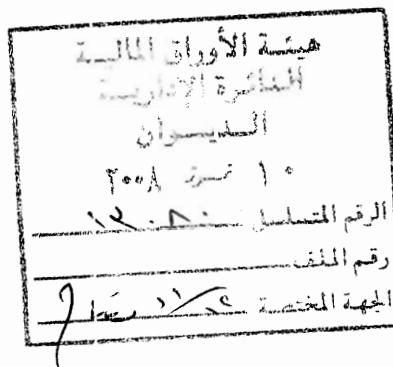 هيئة الأوراق المالية
الدائرة الإدارية
الديوان
١٠ تموز ٢٠٠٨
الرقم المتسلسل
رقم الملف
الجهة المختصة